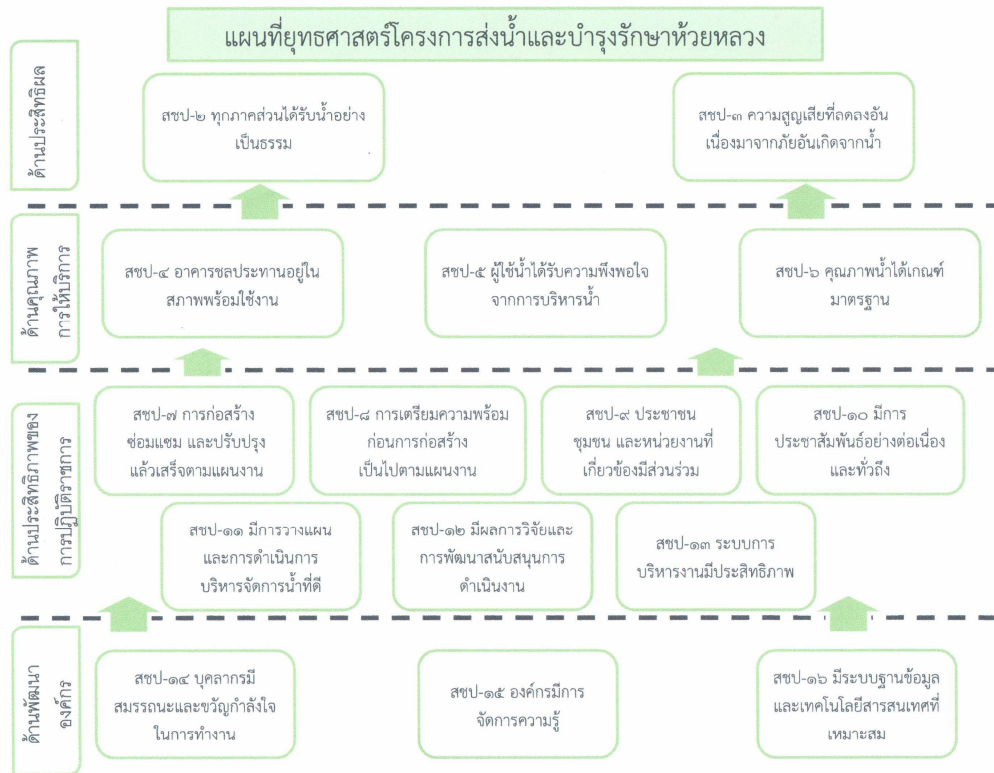 แผนที่ยุทธศาสตร์โครงการส่งน้ำและบำรุงรักษาห้วยหลวง
ด้านประสิทธิผล
สชป-๒ ทุกภาคส่วนได้รับน้ำอย่าง
เป็นธรรม
สชป-๓ ความสูญเสียที่ลดลงอัน
เนื่องมาจากภัยอันเกิดจากน้ำ
ด้านคุณภาพ
การให้บริการ
สชป-๔ อาคารชลประทานอยู่ใน
สภาพพร้อมใช้งาน
สชป-๕ ผู้ใช้น้ำได้รับความพึงพอใจ
จากการบริหารน้ำ
สชป-๖ คุณภาพน้ำได้เกณฑ์
มาตรฐาน
ด้านประสิทธิภาพของ
การปฏิบัติราชการ
สชป-๗ การก่อสร้าง
ซ่อมแซม และปรับปรุง
แล้วเสร็จตามแผนงาน
สชป-๘ การเตรียมความพร้อม
ก่อนการก่อสร้าง
เป็นไปตามแผนงาน
สชป-๙ ประชาชน
ชุมชน และหน่วยงานที่
เกี่ยวข้องมีส่วนร่วม
สชป-๑๐ มีการ
ประชาสัมพันธ์อย่างต่อเนื่อง
และทั่วถึง
สชป-๑๑ มีการวางแผน
และการดำเนินการ
บริหารจัดการน้ำที่ดี
สชป-๑๒ มีผลการวิจัยและ
การพัฒนาสนับสนุนการ
ดำเนินงาน
สชป-๑๓ ระบบการ
บริหารงานมีประสิทธิภาพ
ด้านพัฒนา
องค์กร
สชป-๑๔ บุคลากรมี
สมรรถนะและขวัญกำลังใจ
ในการทำงาน
สชป-๑๕ องค์กรมีการ
จัดการความรู้
สชป-๑๖ มีระบบฐานข้อมูล
และเทคโนโลยีสารสนเทศที่
เหมาะสม